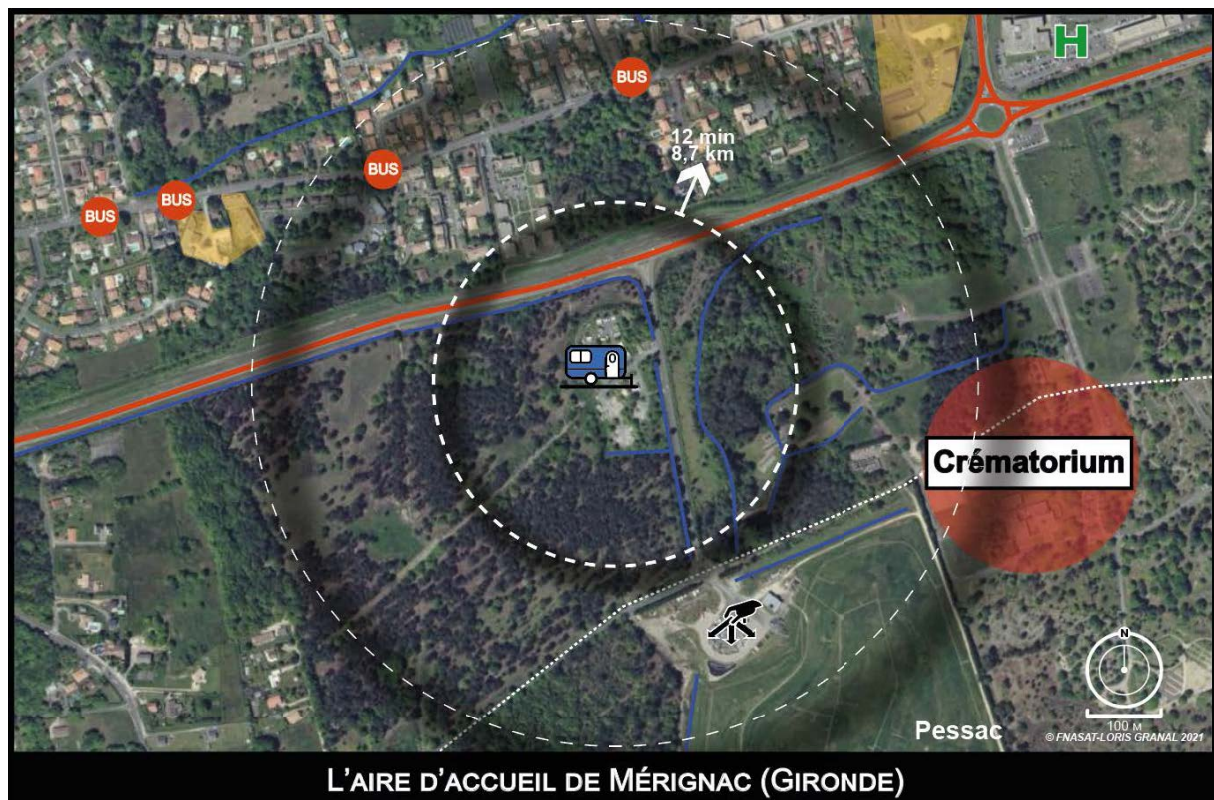 H
BUS
12 min
8,7 km
BUS
BUS
BUS
Crématorium
N
100 M
Pessac
© FNASAT-LORIS GRANAL 2021
L'AIRE D'ACCUEIL DE MÉRIGNAC (GIRONDE)